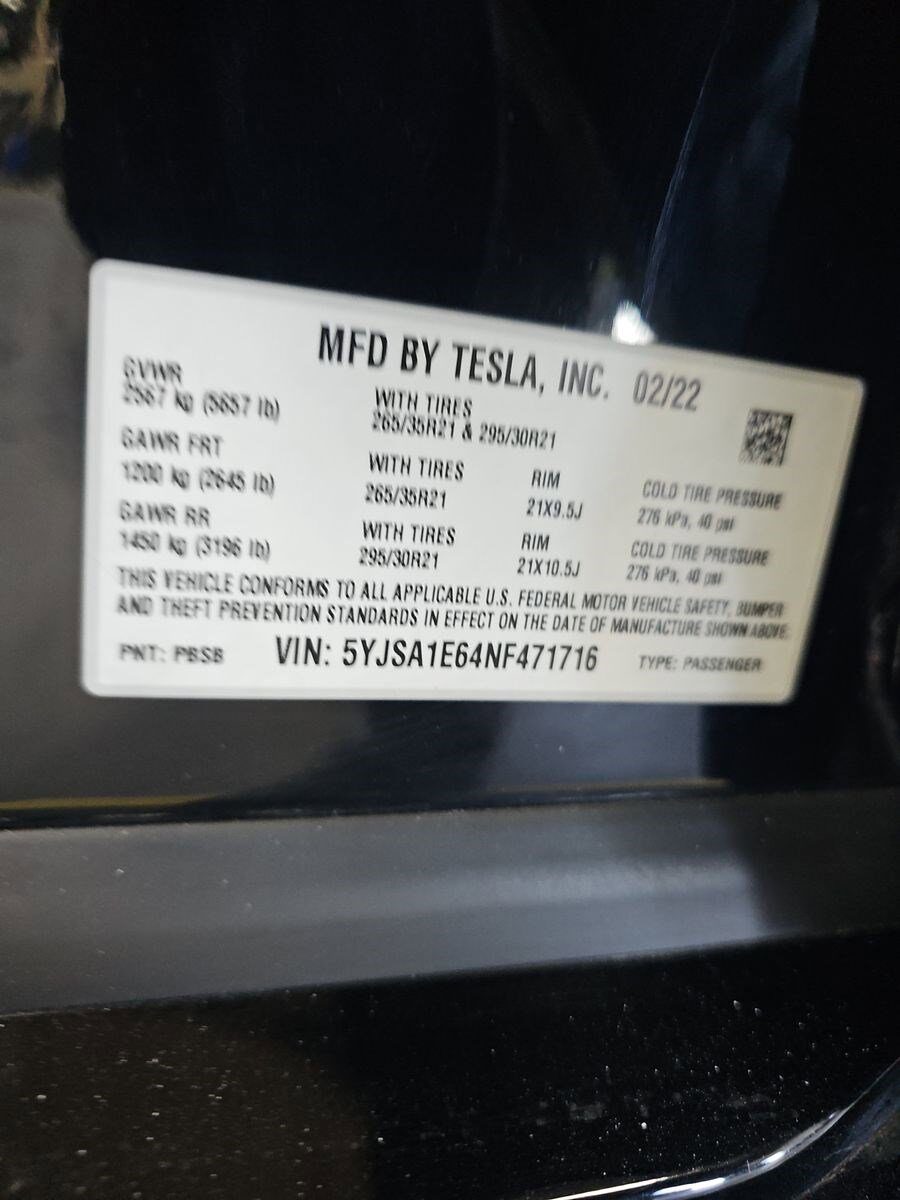 MFD BY TESLA, INC. 02/22
GVWR
2567 kg (5657 lb)
WITH TIRES
265/35R21 & 295/30R21
GAWR FRT
1200 kg (2645 lb)
WITH TIRES
265/35R21
RIM
21X9.5J
COLD TIRE PRESSURE
276 kPa, 40 psi
GAWR RR
1450 kg (3196 lb)
WITH TIRES
295/30R21
RIM
21X10.5J
COLD TIRE PRESSURE
276 kPa, 40 psi
THIS VEHICLE CONFORMS TO ALL APPLICABLE U.S. FEDERAL MOTOR VEHICLE SAFETY, BUMPER
AND THEFT PREVENTION STANDARDS IN EFFECT ON THE DATE OF MANUFACTURE SHOWN ABOVE.
PNT: PBSB VIN: 5YJSA1E64NF471716 TYPE: PASSENGER